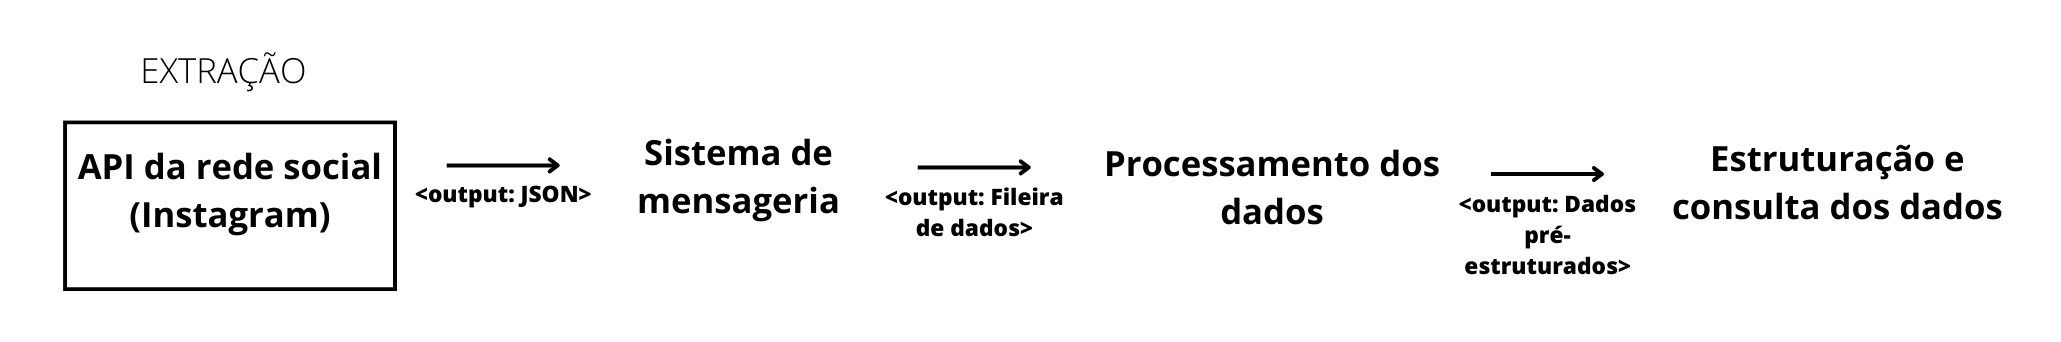 EXTRAÇÃO
API da rede social
(Instagram)
<output: JSON>
Sistema de
mensageria
<output: Fileira
de dados>
Processamento dos
dados
<output: Dados
pré-
estruturados>
Estruturação e
consulta dos dados